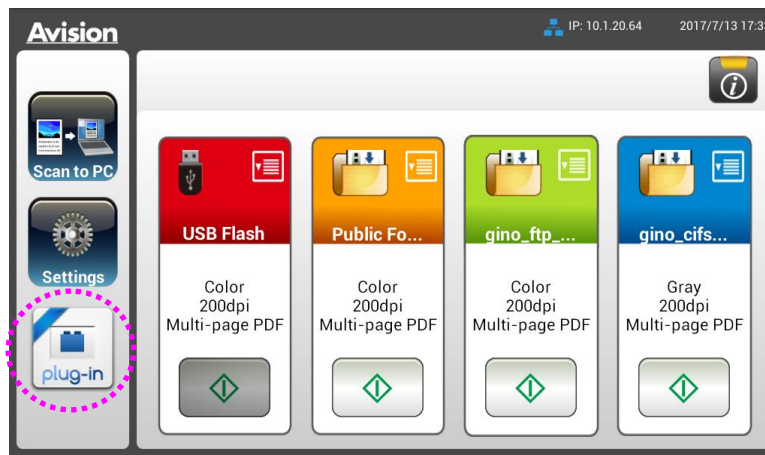 Avision
IP: 10.1.20.64
2017/7/13 17:3
Scan to PC
Settings
plug-in
USB Flash
Color
200dpi
Multi-page PDF
Public Fo...
Color
200dpi
Multi-page PDF
gino_ftp_...
Color
200dpi
Multi-page PDF
gino_cifs...
Gray
200dpi
Multi-page PDF